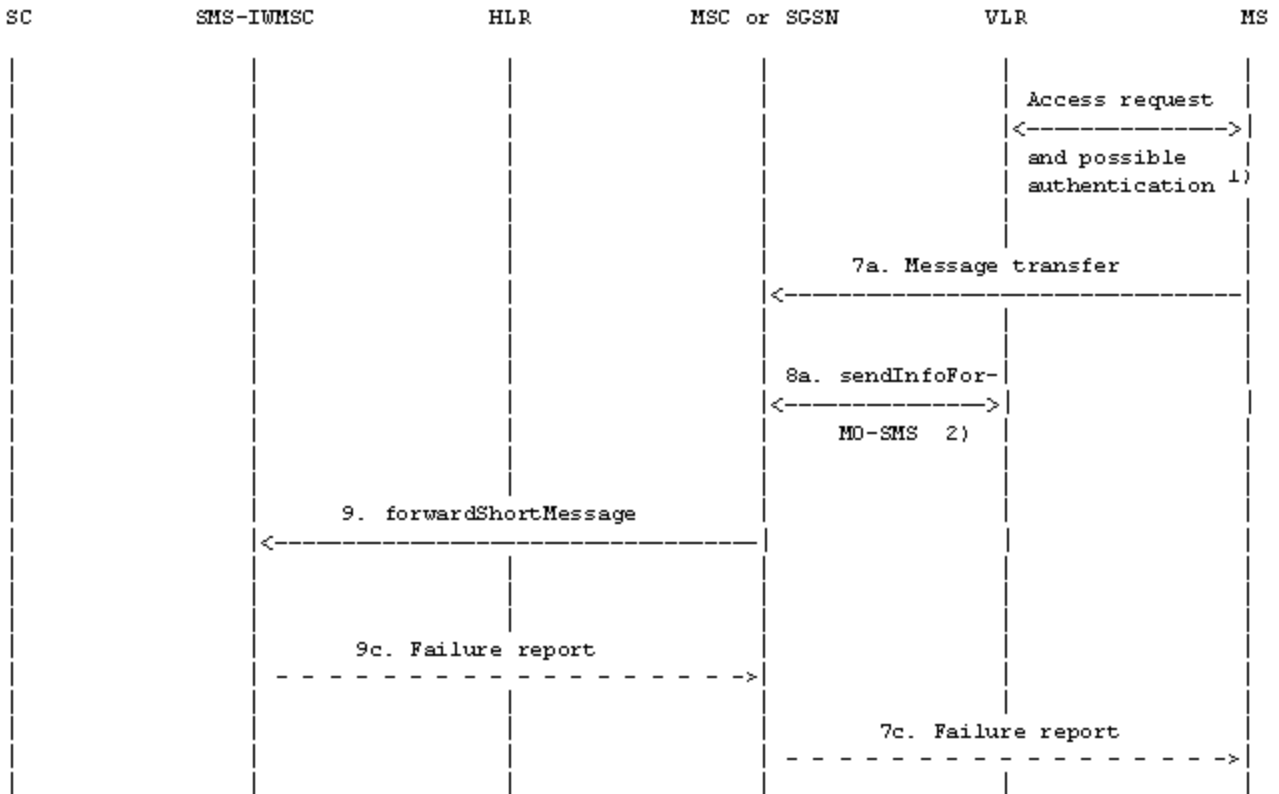 SC SMS-IWMSC HLR MSC or SGSN VLR MS
Access request
and possible
authentication 1)
7a. Message transfer
8a. sendInfoFor-
MO-SMS 2)
9. forwardShortMessage
9c. Failure report
7c. Failure report